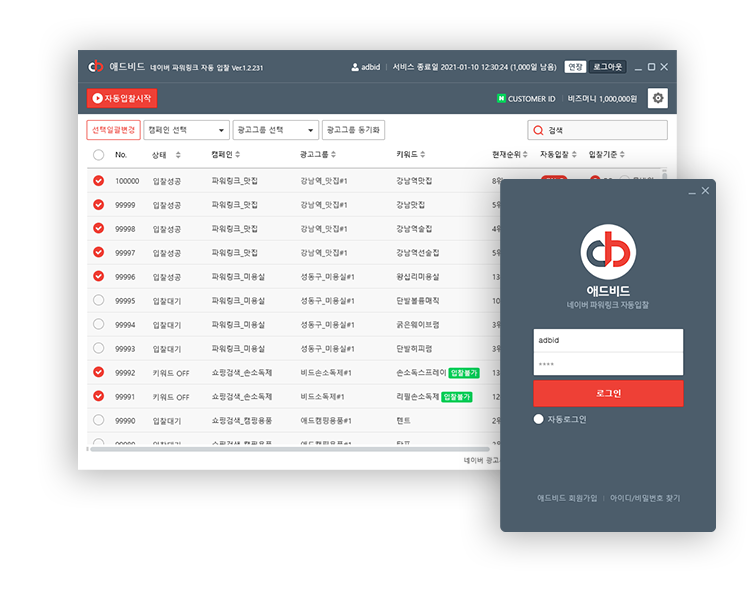 애드비드 네이버 파워링크 자동 입찰 Ver.1.2.231 adbid 서비스 종료일 2021-01-10 12:30:24 (1,000일 남음) 연장 로그아웃
자동입찰시작 CUSTOMER ID 비즈머니 1,000,000원
선택일괄변경 캠페인 선택 광고그룹 선택 광고그룹 동기화 검색
No. 상태 캠페인 광고그룹 키워드 현재순위 자동입찰 입찰기준
100000 입찰성공 파워링크_맛집 강남역_맛집#1 강남역맛집
99999 입찰성공 파워링크_맛집 강남역_맛집#1 강남맛집
99998 입찰성공 파워링크_맛집 강남역_맛집#1 강남역술집
99997 입찰성공 파워링크_맛집 강남역_맛집#1 강남역선술집
99996 입찰성공 파워링크_미용실 성동구_미용실#1 왕십리미용실
99995 입찰대기 파워링크_미용실 성동구_미용실#1 단발볼륨매직
99994 입찰대기 파워링크_미용실 성동구_미용실#1 굵은웨이브펌
99993 입찰대기 파워링크_미용실 성동구_미용실#1 단발히피펌
99992 키워드 OFF 쇼핑검색_손소독제 비드손소독제#1 손소독스프레이 입찰불가
99991 키워드 OFF 쇼핑검색_손소독제 비드소독제#1 리필손소독제 입찰불가
99990 입찰대기 쇼핑검색_캠핑용품 애드캠핑용품#1 텐트
네이버
애드비드
네이버 파워링크 자동입찰
adbid
****
로그인
자동로그인
애드비드 회원가입 | 아이디/비밀번호 찾기